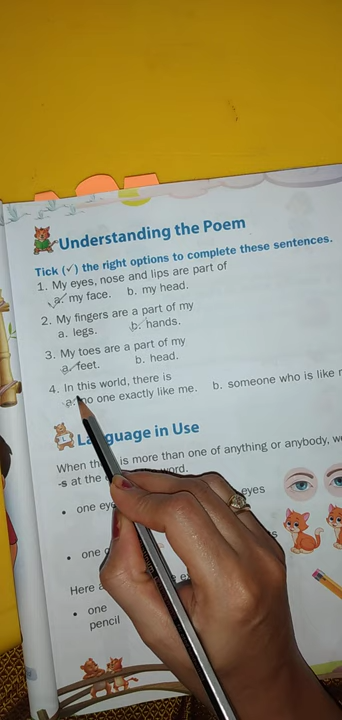 Understanding the Poem
Tick (✓) the right options to complete these sentences.
1. My eyes, nose and lips are part of
a. my face. b. my head.
2. My fingers are a part of my
a. legs. b. hands.
3. My toes are a part of my
a. feet. b. head.
4. In this world, there is
a. no one exactly like me. b. someone who is like
Language in Use
When is more than one of anything or anybody,
-s at the word.
• one eyes
• one
Here
• one
pencil